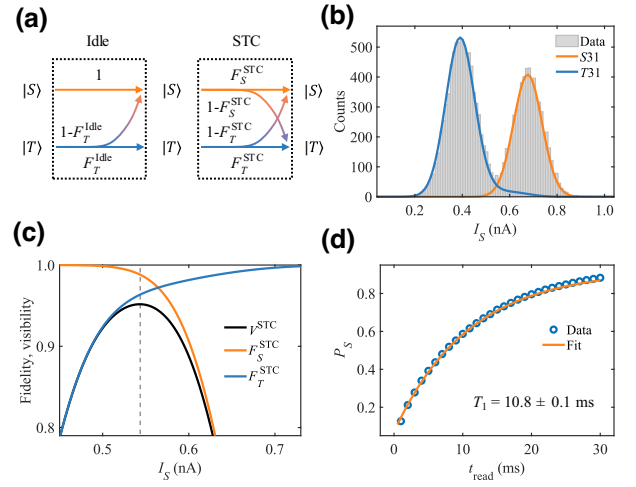 (a)
Idle
STC
|S⟩
1
|S⟩
F_S^STC
|S⟩
1-F_S^STC
1-F_T^Idle
1-F_T^STC
|T⟩
F_T^Idle
|T⟩
F_T^STC
|T⟩
(b)
Counts
500
400
300
200
100
0
0.2
0.4
0.6
0.8
1.0
I_S (nA)
Data
S31
T31
(c)
Fidelity, visibility
1.0
0.9
0.8
0.5
0.6
0.7
I_S (nA)
V^STC
F_S^STC
F_T^STC
(d)
P_S
0.8
0.6
0.4
0.2
0
10
20
30
t_read (ms)
Data
Fit
T_1 = 10.8 ± 0.1 ms